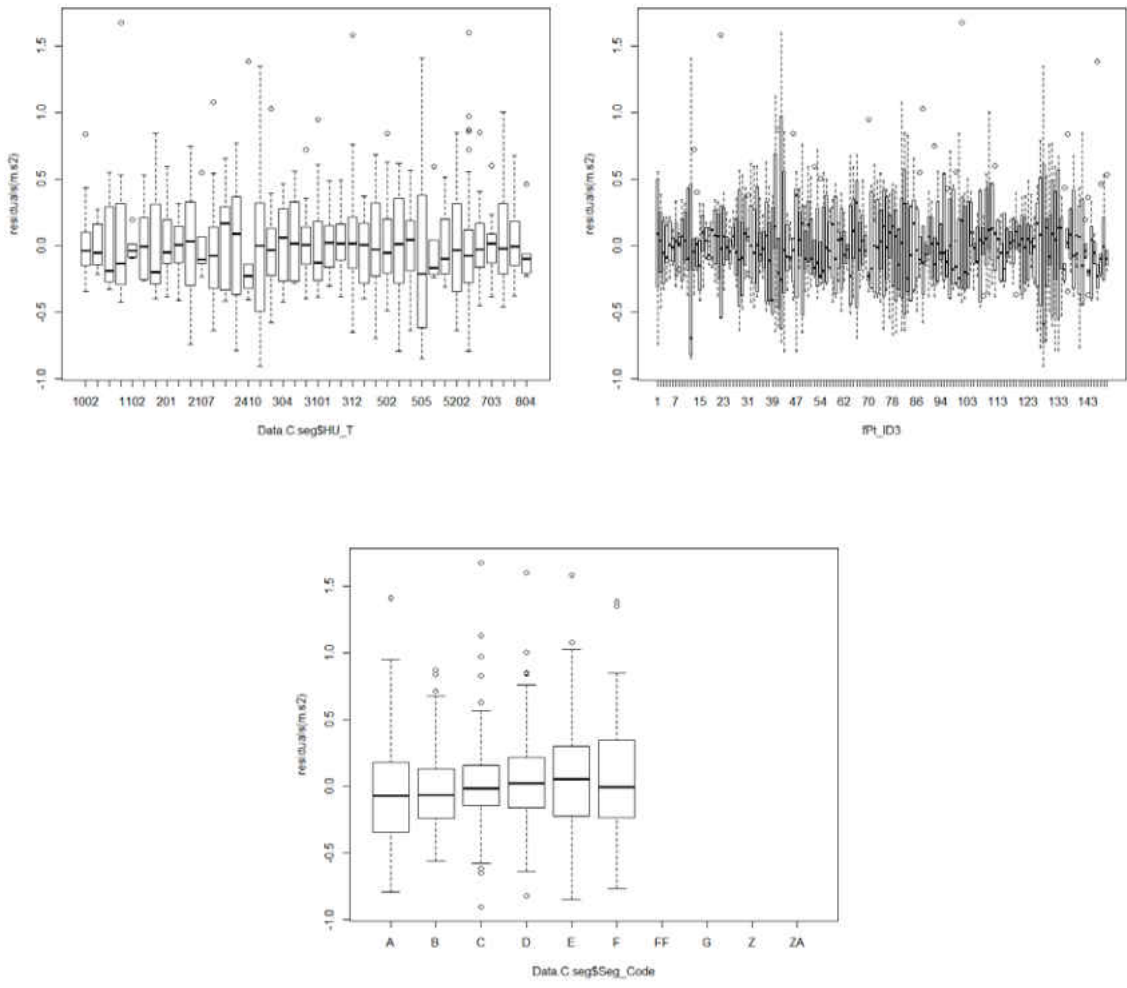 residuals(m.s2)
1.5
1.0
0.5
0.0
-0.5
-1.0
1002 1102 201 2107 2410 304 3101 312 502 505 5202 703 804
Data.C.seg$HU_T
residuals(m.s2)
1.5
1.0
0.5
0.0
-0.5
-1.0
1 7 15 23 31 39 47 54 62 70 78 86 94 103 113 123 133 143
fPt_ID3
residuals(m.s2)
1.5
1.0
0.5
0.0
-0.5
-1.0
A B C D E F FF G Z ZA
Data.C.seg$Seg_Code